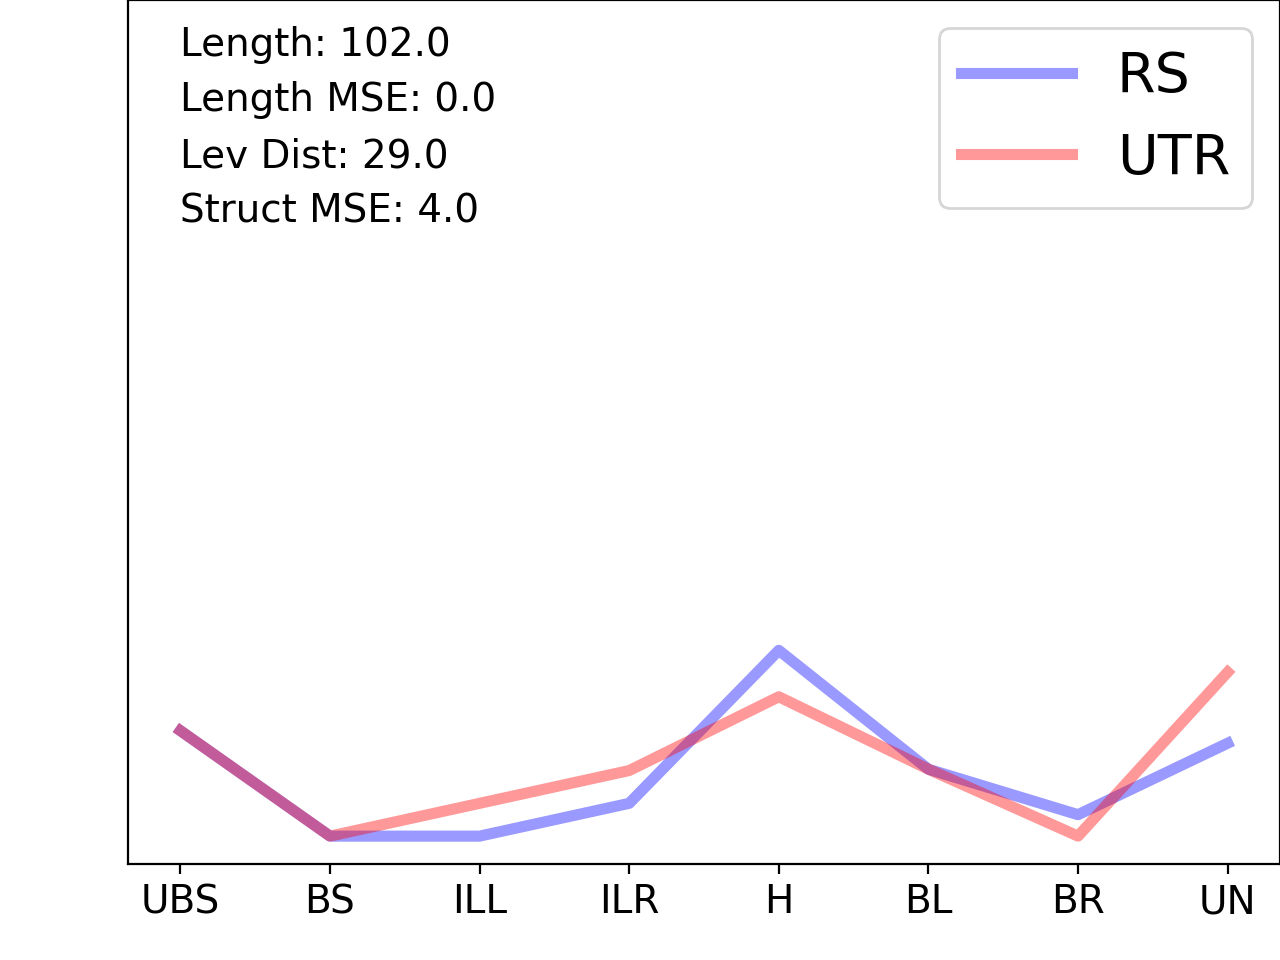 Length: 102.0
Length MSE: 0.0
Lev Dist: 29.0
Struct MSE: 4.0
RS
UTR
UBS BS ILL ILR H BL BR UN